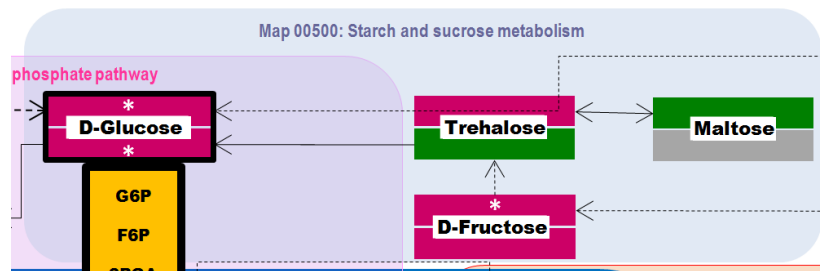 Map 00500: Starch and sucrose metabolism
phosphate pathway
*
D-Glucose
*
Trehalose
Maltose
G6P
*
D-Fructose
F6P